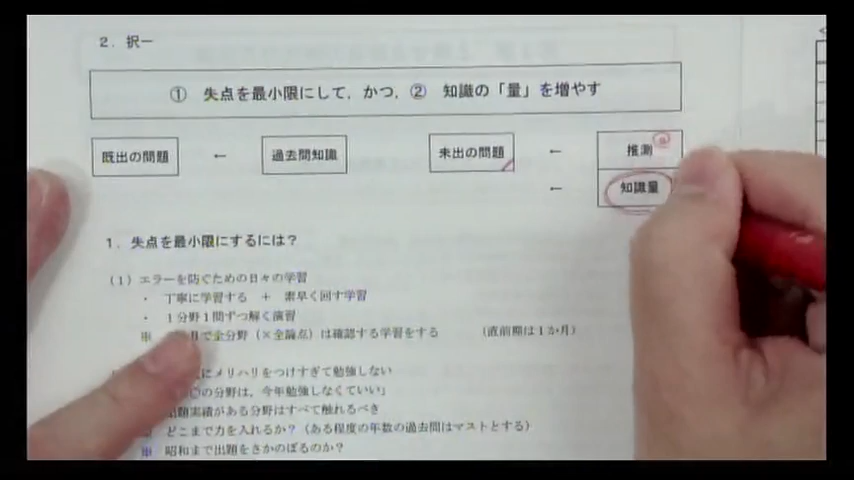 2．択一
① 失点を最小限にして，かつ，② 知識の「量」を増やす
既出の問題 ← 過去問知識 未出の問題 ← 推測
← 知識量
1．失点を最小限にするには？
（1）エラーを防ぐための日々の学習
・ 丁寧に学習する ＋ 素早く回す学習
・ 1分野1問ずつ解く演習
※ 月で全分野（×全論点）は確認する学習をする （直前期は1か月）
にメリハリをつけすぎて勉強しない
の分野は，今年勉強しなくていい」
出題実績がある分野はすべて触れるべき
どこまで力を入れるか？（ある程度の年数の過去問はマストとする）
※ 昭和まで出題をさかのぼるのか？